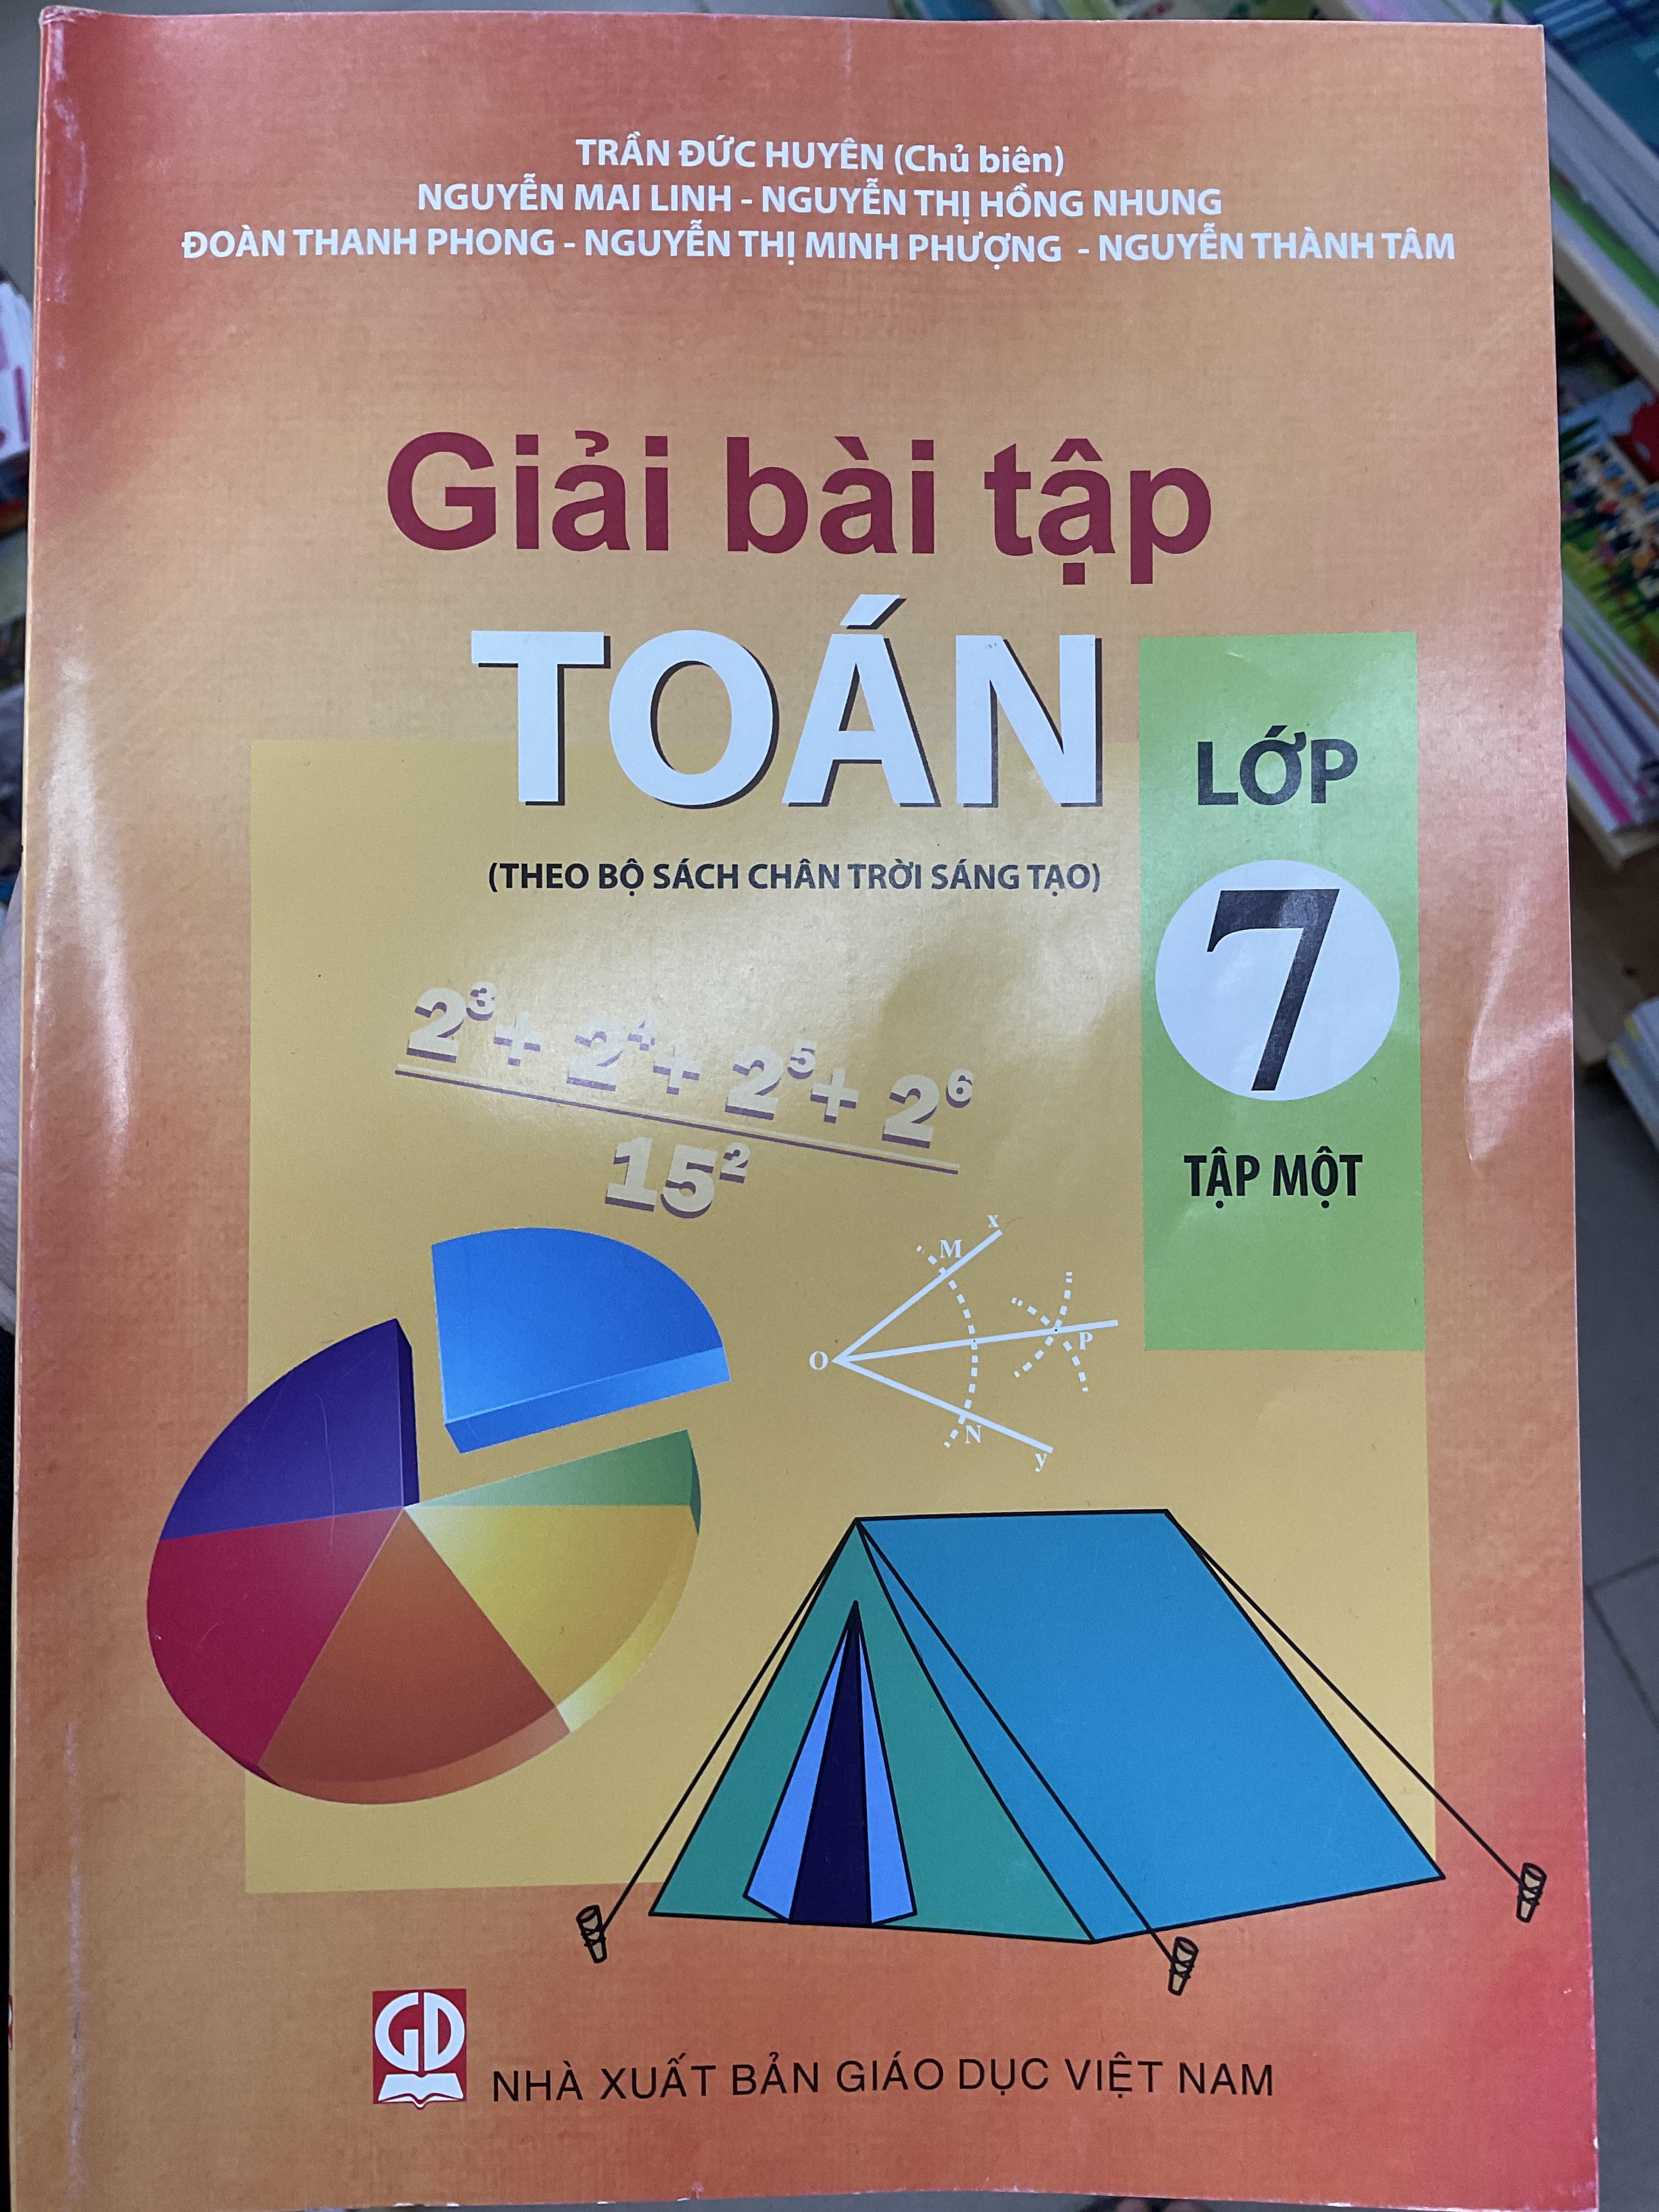 TRẦN ĐỨC HUYÊN (Chủ biên)
NGUYỄN MAI LINH - NGUYỄN THỊ HỒNG NHUNG
ĐOÀN THANH PHONG - NGUYỄN THỊ MINH PHƯỢNG - NGUYỄN THÀNH TÂM
Giải bài tập
TOÁN
LỚP
7
TẬP MỘT
(THEO BỘ SÁCH CHÂN TRỜI SÁNG TẠO)
2³ + 2⁴ + 2⁵ + 2⁶
15²
x
M
O
P
N
y
GD
NHÀ XUẤT BẢN GIÁO DỤC VIỆT NAM